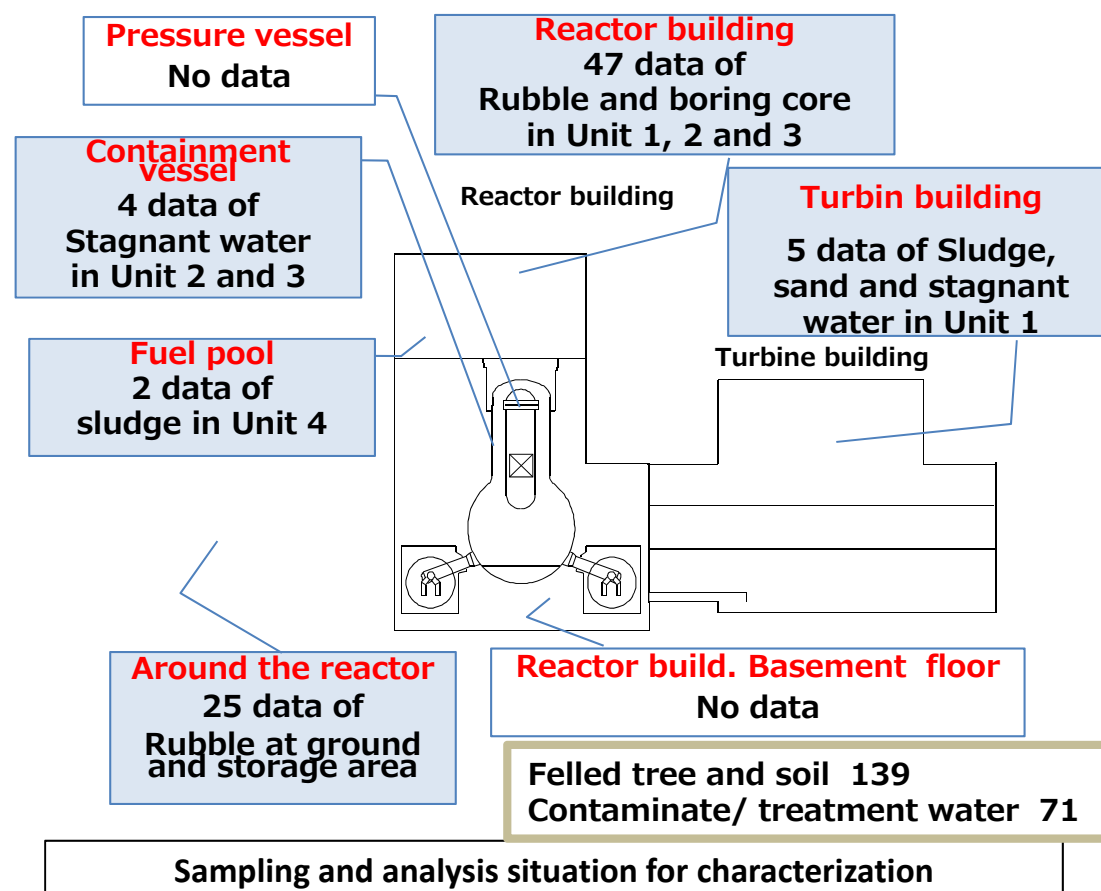 Pressure vessel
No data
Reactor building
47 data of
Rubble and boring core
in Unit 1, 2 and 3
Containment
vessel
4 data of
Stagnant water
in Unit 2 and 3
Reactor building
Turbin building
5 data of Sludge,
sand and stagnant
water in Unit 1
Fuel pool
2 data of
sludge in Unit 4
Turbine building
Around the reactor
25 data of
Rubble at ground
and storage area
Reactor build. Basement floor
No data
Felled tree and soil 139
Contaminate/ treatment water 71
Sampling and analysis situation for characterization